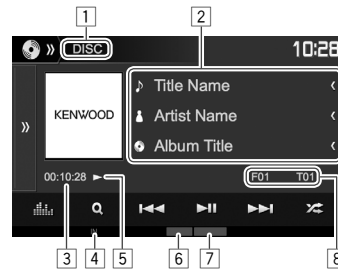 1 2
DISC 10:28
Title Name
KENWOOD Artist Name
Album Title
00:10:28 F01 T01
IN
3 4 5 6 7 8